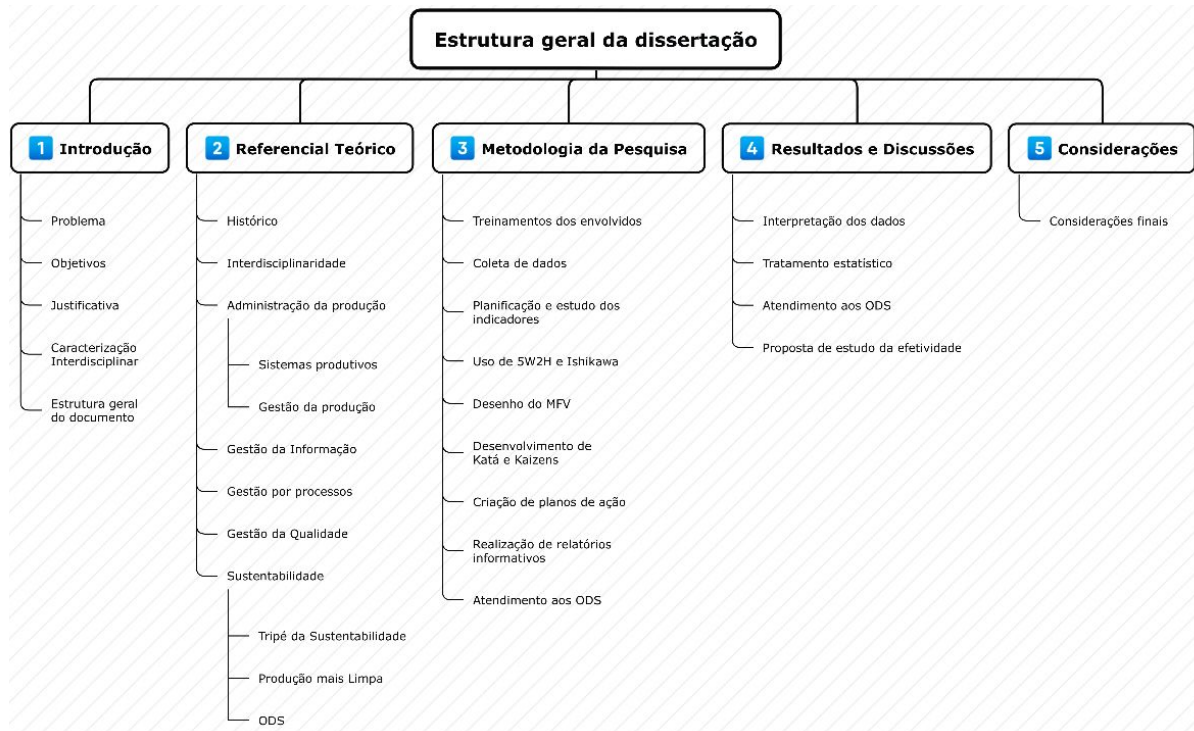 Estrutura geral da dissertação
1 Introdução
Problema
Objetivos
Justificativa
Caracterização
Interdisciplinar
Estrutura geral
do documento
2 Referencial Teórico
Histórico
Interdisciplinaridade
Administração da produção
Sistemas produtivos
Gestão da produção
Gestão da Informação
Gestão por processos
Gestão da Qualidade
Sustentabilidade
Tripé da Sustentabilidade
Produção mais Limpa
ODS
3 Metodologia da Pesquisa
Treinamentos dos envolvidos
Coleta de dados
Planificação e estudo dos
indicadores
Uso de 5W2H e Ishikawa
Desenho do MFV
Desenvolvimento de
Katá e Kaizens
Criação de planos de ação
Realização de relatórios
informativos
Atendimento aos ODS
4 Resultados e Discussões
Interpretação dos dados
Tratamento estatístico
Atendimento aos ODS
Proposta de estudo da efetividade
5 Considerações
Considerações finais